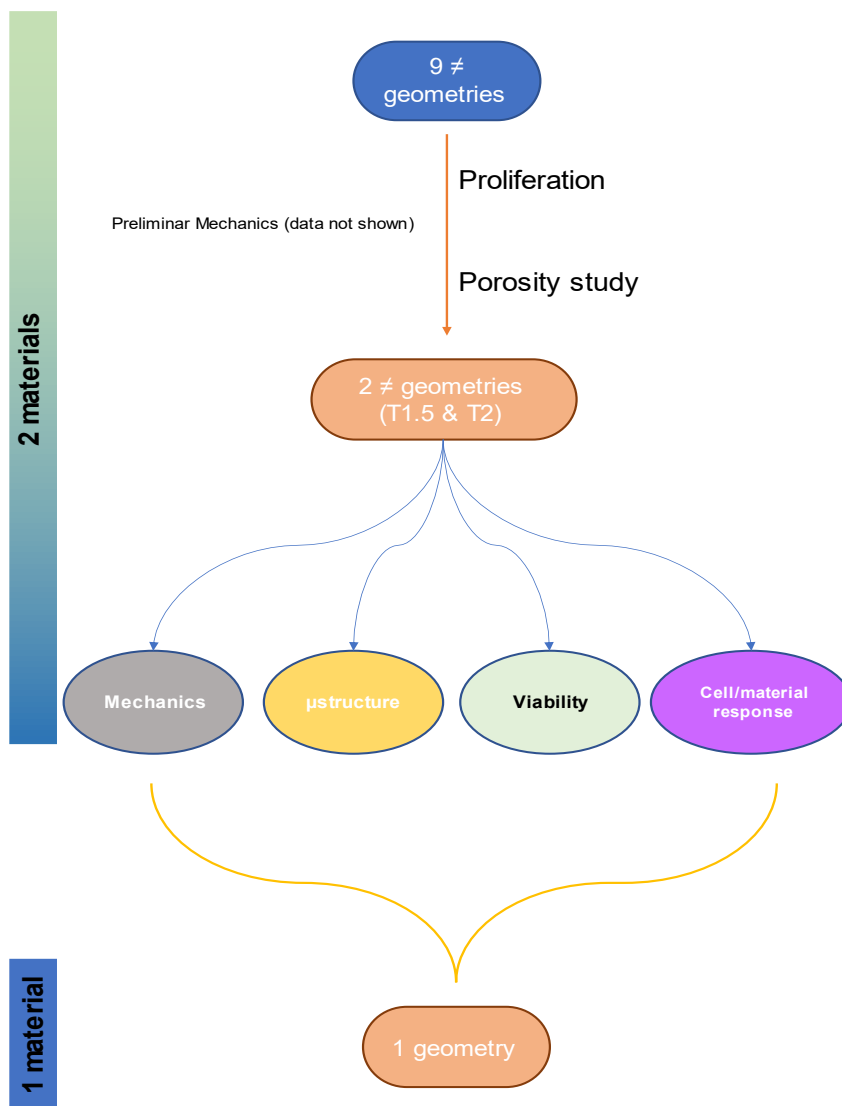 9 ≠
geometries
Proliferation
Preliminar Mechanics (data not shown)
Porosity study
2 materials
2 ≠ geometries
(T1.5 & T2)
Mechanics
µstructure
Viability
Cell/material
response
1 material
1 geometry